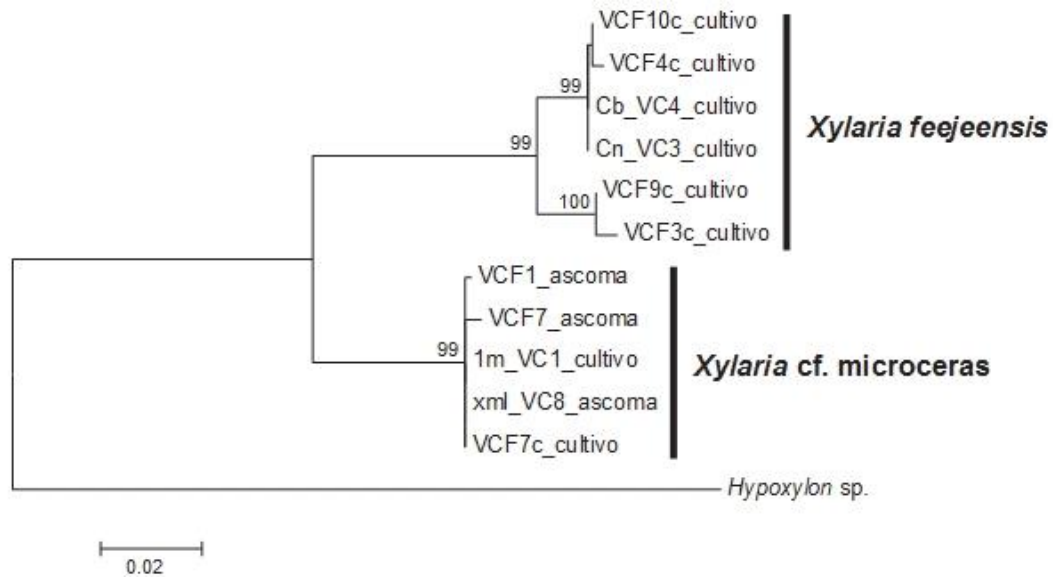 VCF10c_cultivo
VCF4c_cultivo
99
Cb_VC4_cultivo
Xylaria feejeensis
99
Cn_VC3_cultivo
VCF9c_cultivo
100
VCF3c_cultivo
VCF1_ascoma
VCF7_ascoma
99
1m_VC1_cultivo
Xylaria cf. microceras
xml_VC8_ascoma
VCF7c_cultivo
Hypoxylon sp.
0.02